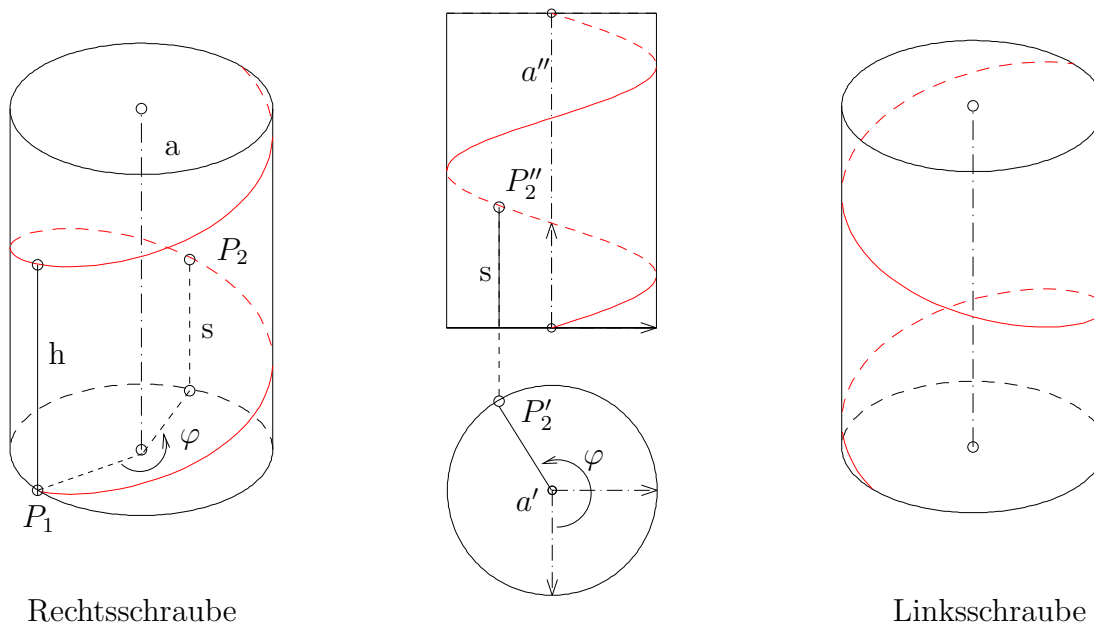 a
P₂
h
s
φ
P₁
Rechtsschraube
a′′
P₂′′
s
P₂′
φ
a′
Linksschraube